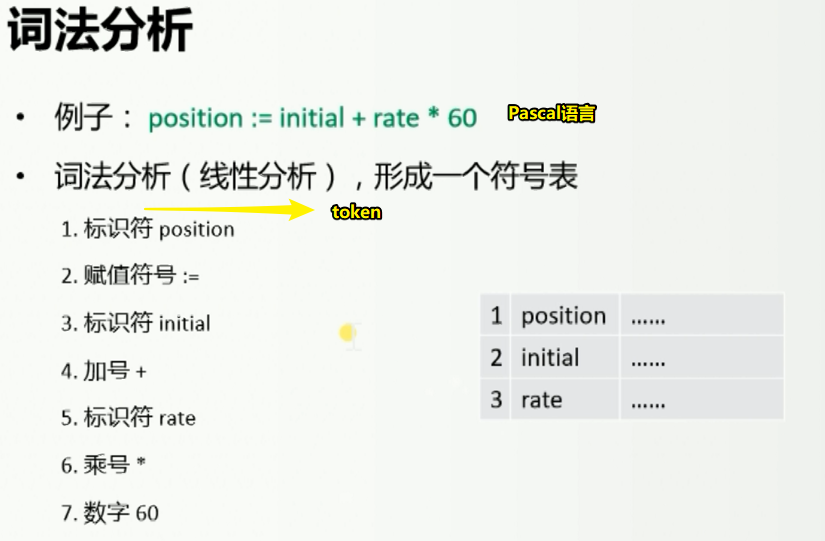 词法分析
• 例子： position := initial + rate * 60 Pascal语言
• 词法分析（线性分析），形成一个符号表
token
1. 标识符 position
2. 赋值符号 :=
3. 标识符 initial
4. 加号 +
5. 标识符 rate
6. 乘号 *
7. 数字 60
1 position ……
2 initial ……
3 rate ……